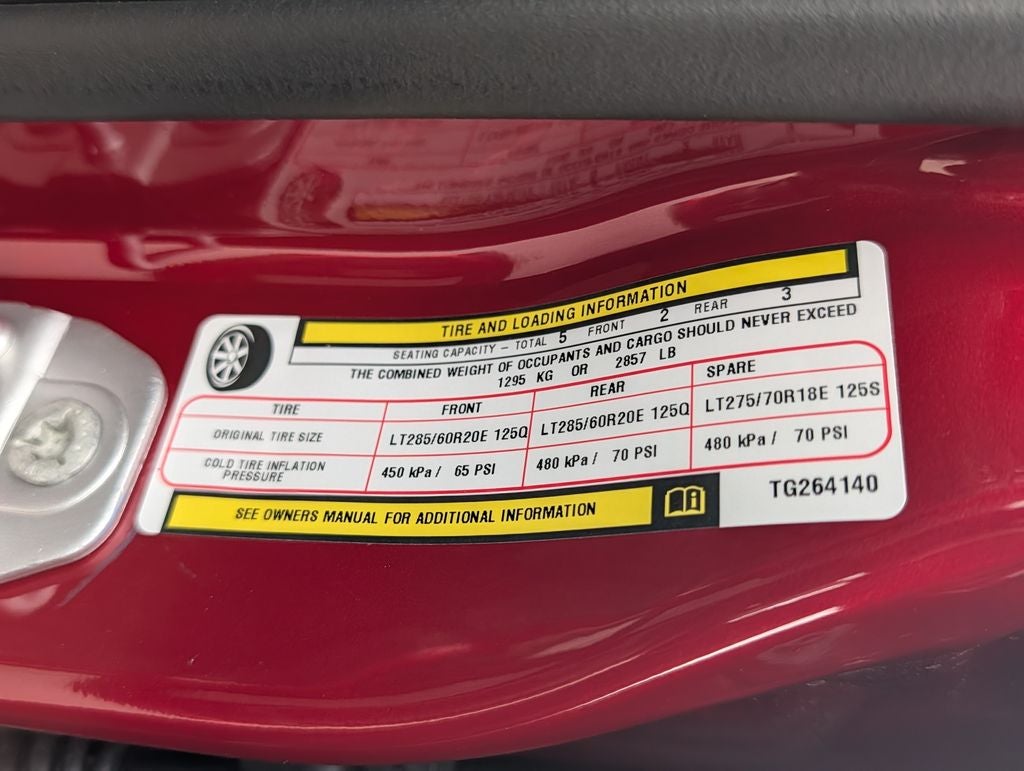 TIRE AND LOADING INFORMATION
SEATING CAPACITY – TOTAL 5 FRONT 2 REAR 3
THE COMBINED WEIGHT OF OCCUPANTS AND CARGO SHOULD NEVER EXCEED
1295 KG OR 2857 LB
TIRE FRONT REAR SPARE
ORIGINAL TIRE SIZE LT285/60R20E 125Q LT285/60R20E 125Q LT275/70R18E 125S
COLD TIRE INFLATION PRESSURE 450 kPa / 65 PSI 480 kPa / 70 PSI 480 kPa / 70 PSI
SEE OWNERS MANUAL FOR ADDITIONAL INFORMATION
TG264140